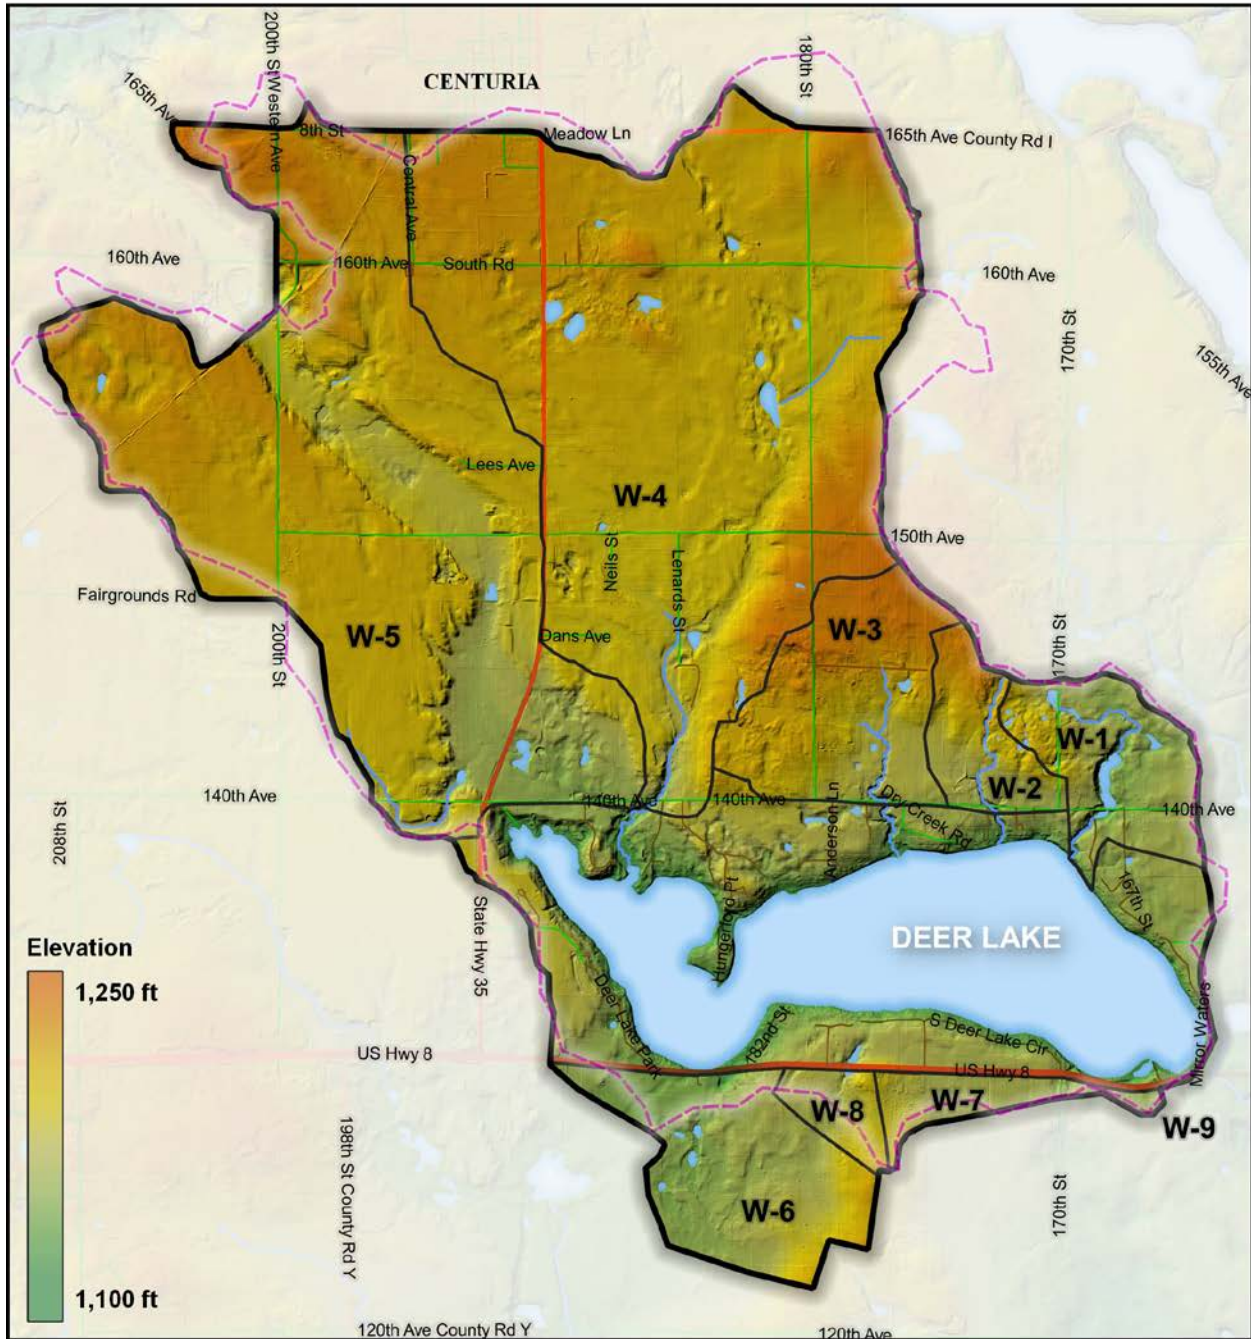 200th St
Western Ave
CENTURIA
180th St
165th Ave
8th St
Meadow Ln
165th Ave County Rd I
Central Ave
160th Ave
160th Ave
South Rd
160th Ave
170th St
155th Ave
Lees Ave
W-4
150th Ave
Neils St
Lenards St
Fairgrounds Rd
W-5
Dans Ave
W-3
200th St
170th St
W-1
W-2
140th Ave
140th Ave
140th Ave
140th Ave
208th St
Anderson Ln
Dry Creek Rd
167th St
State Hwy 35
Hungerford Pt
DEER LAKE
Elevation
1,250 ft
Deer Lake Park
182nd St
S Deer Lake Cir
Mirror Waters
US Hwy 8
US Hwy 8
W-8
W-7
W-9
198th St County Rd Y
170th St
W-6
1,100 ft
120th Ave County Rd Y
120th Ave